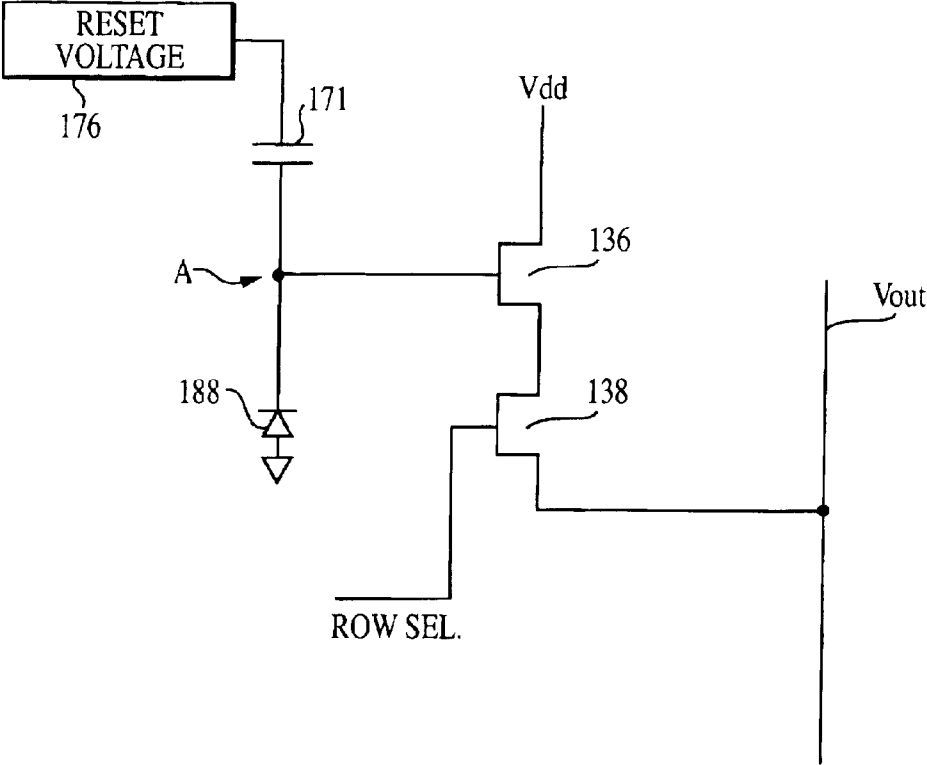 RESET
VOLTAGE
176
171
Vdd
136
A
Vout
188
138
ROW SEL.